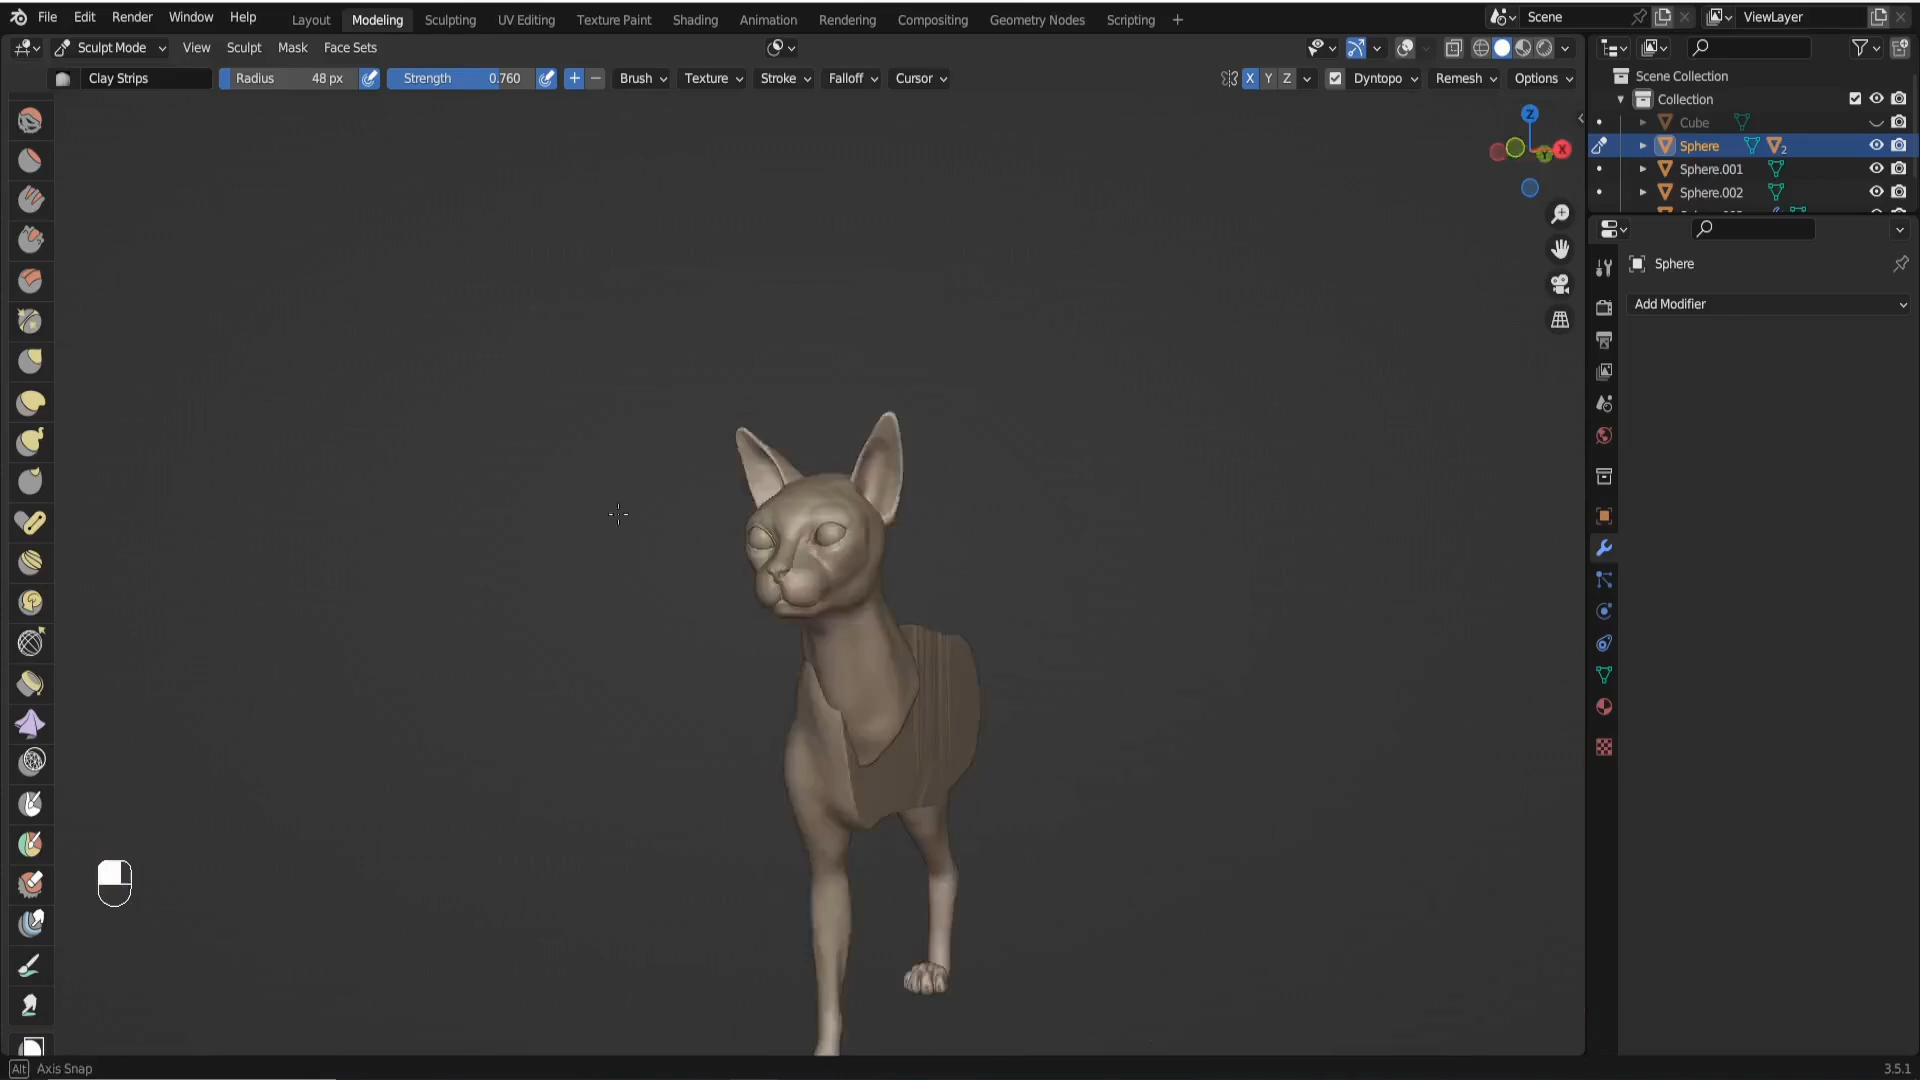 File Edit Render Window Help Layout Modeling Sculpting UV Editing Texture Paint Shading Animation Rendering Compositing Geometry Nodes Scripting + Scene ViewLayer
Sculpt Mode View Sculpt Mask Face Sets
Clay Strips Radius 48 px Strength 0.760 Brush Texture Stroke Falloff Cursor X Y Z Dyntopo Remesh Options
Scene Collection
Collection
Cube
Sphere 2
Sphere.001
Sphere.002
Z
X
Y
Sphere
Add Modifier
Alt Axis Snap 3.5.1